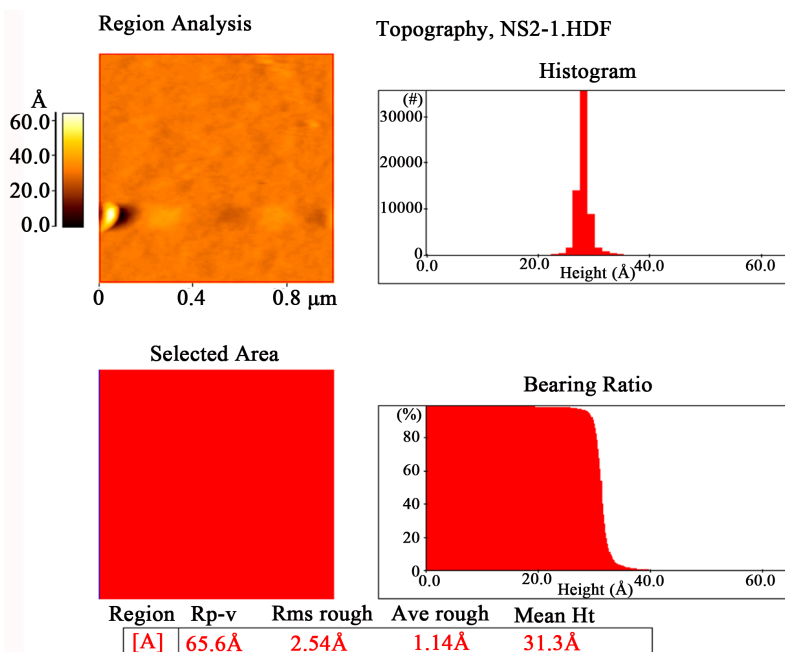 Region Analysis
Topography, NS2-1.HDF
Å
60.0
40.0
20.0
0.0
0 0.4 0.8 μm
Histogram
(#)
30000
20000
10000
0
0.0 20.0 40.0 60.0
Height (Å)
Selected Area
Bearing Ratio
(%)
80
60
40
20
0
0.0 20.0 40.0 60.0
Height (Å)
Region Rp-v Rms rough Ave rough Mean Ht
[A] 65.6Å 2.54Å 1.14Å 31.3Å